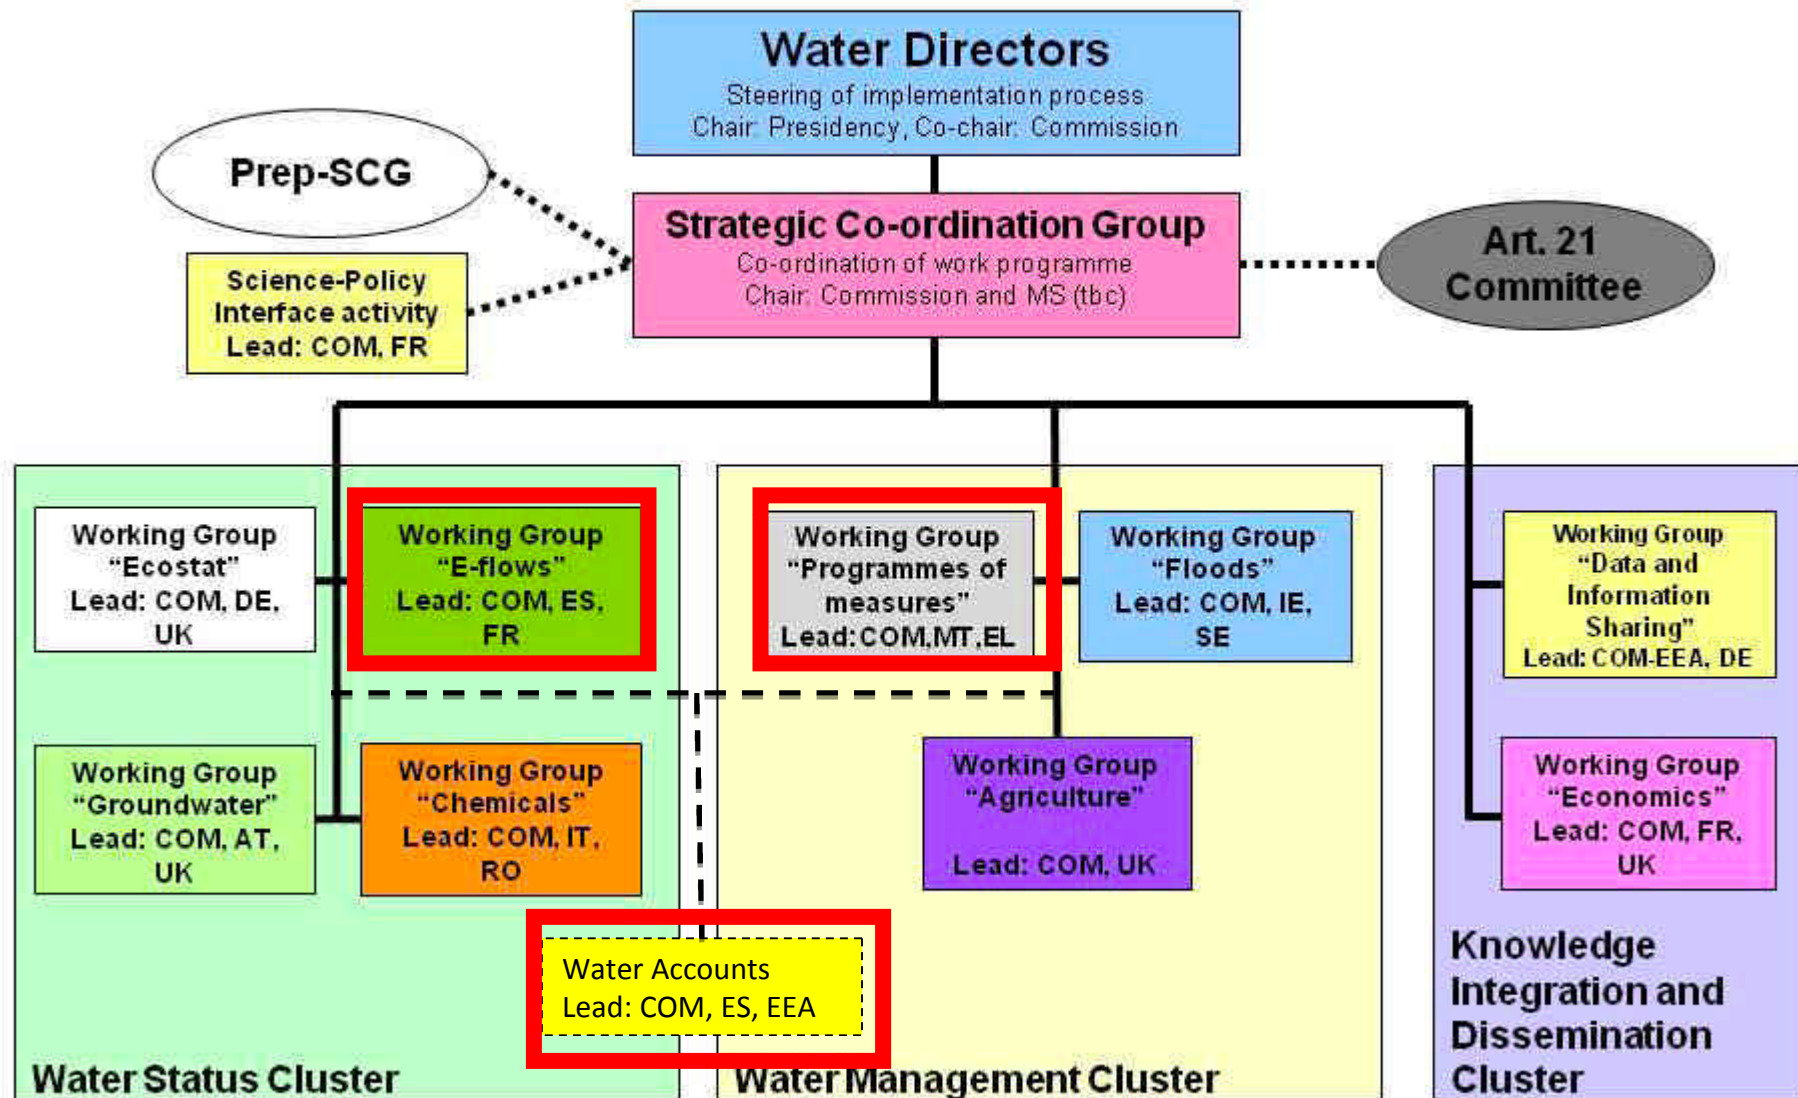 Water Directors
Steering of implementation process
Chair: Presidency, Co-chair: Commission
Prep-SCG
Strategic Co-ordination Group
Co-ordination of work programme
Chair: Commission and MS (tbc)
Art. 21
Committee
Science-Policy
Interface activity
Lead: COM, FR
Working Group
“Ecostat”
Lead: COM, DE,
UK
Working Group
“E-flows”
Lead: COM, ES,
FR
Working Group
“Groundwater”
Lead: COM, AT,
UK
Working Group
“Chemicals”
Lead: COM, IT,
RO
Water Status Cluster
Working Group
“Programmes of
measures”
Lead:COM,MT,EL
Working Group
“Floods”
Lead: COM, IE,
SE
Working Group
“Agriculture”
Lead: COM, UK
Water Accounts
Lead: COM, ES, EEA
Water Management Cluster
Working Group
“Data and
Information
Sharing”
Lead: COM-EEA, DE
Working Group
“Economics”
Lead: COM, FR,
UK
Knowledge
Integration and
Dissemination
Cluster